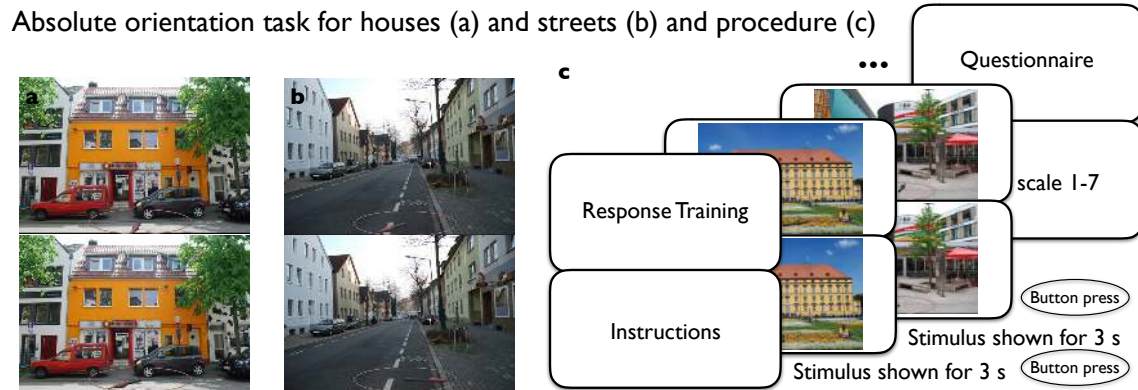 Absolute orientation task for houses (a) and streets (b) and procedure (c)
a
b
c
...
Questionnaire
scale 1-7
Response Training
Instructions
Button press
Stimulus shown for 3 s
Stimulus shown for 3 s
Button press